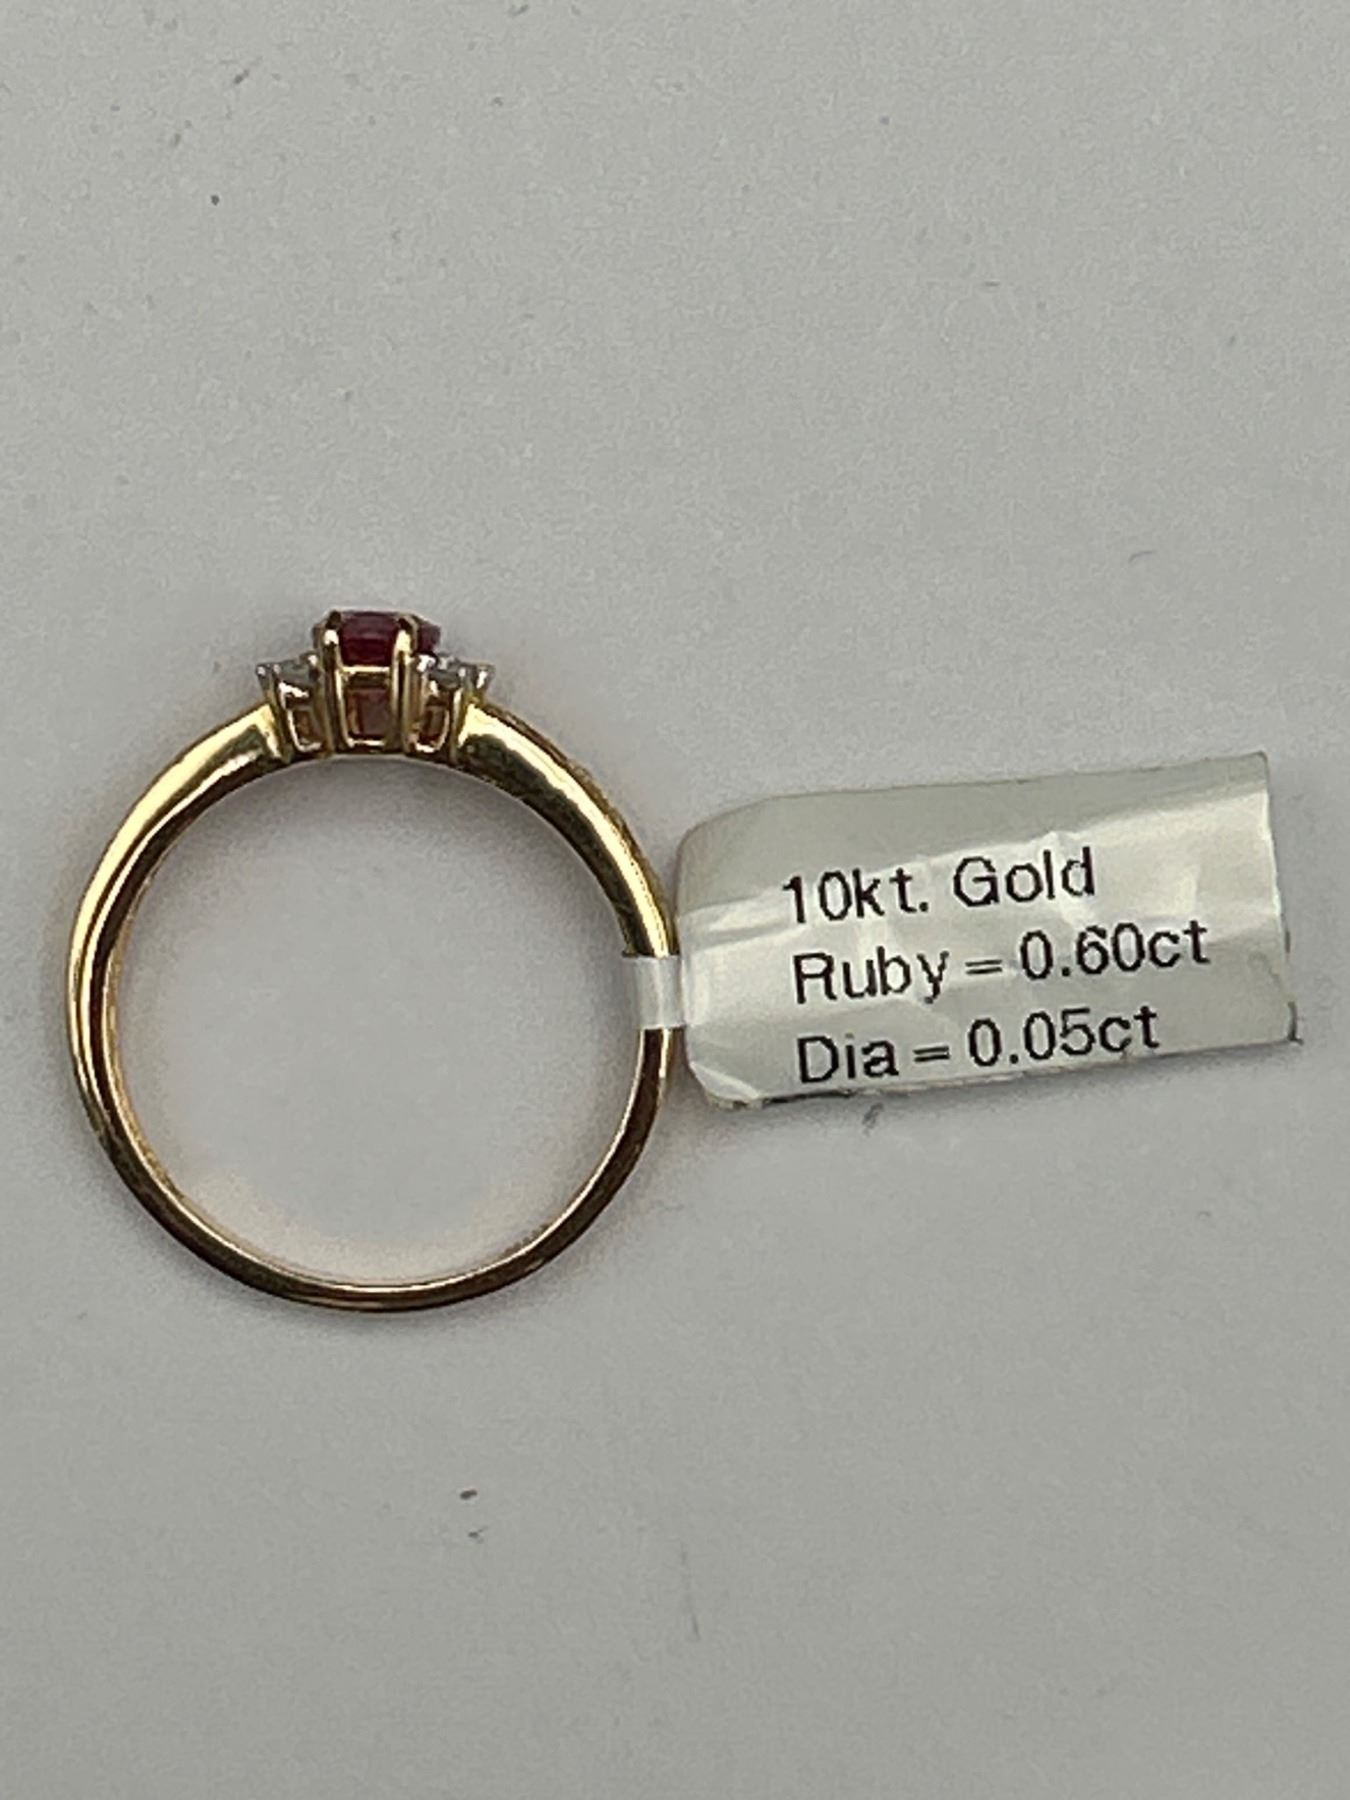 10kt. Gold
Ruby = 0.60ct
Dia = 0.05ct